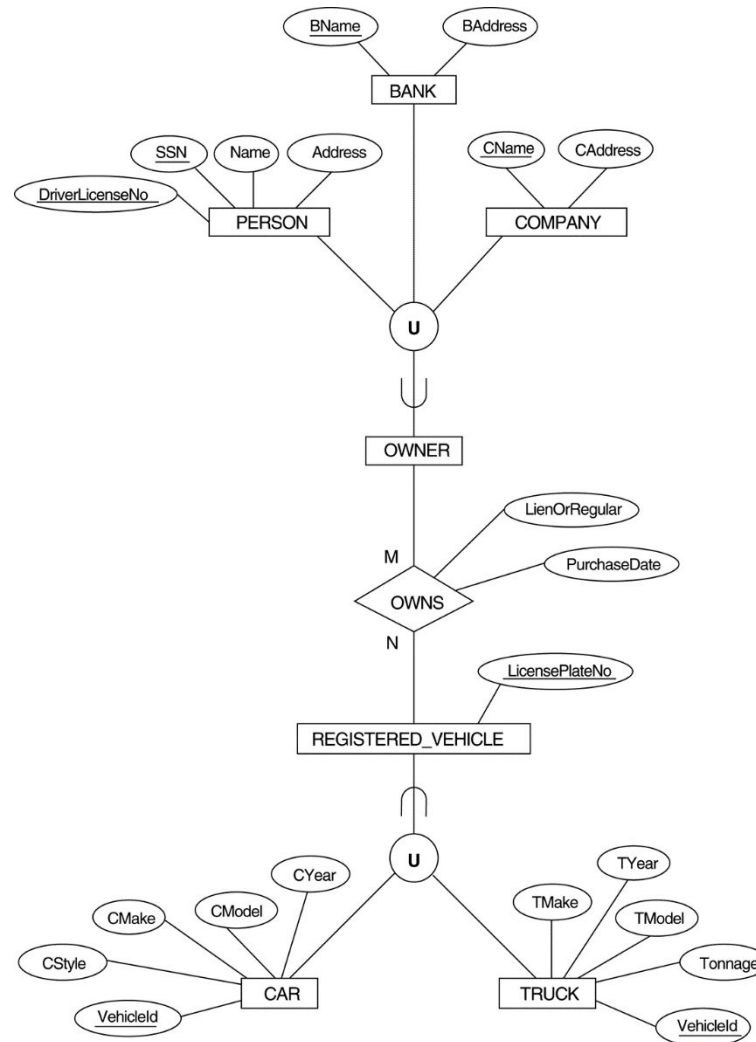 BName
BAddress
BANK
SSN
Name
Address
CName
CAddress
DriverLicenseNo
PERSON
COMPANY
U
OWNER
LienOrRegular
M
PurchaseDate
OWNS
N
LicensePlateNo
REGISTERED_VEHICLE
U
CYear
TYear
CModel
TMake
CMake
TModel
CStyle
Tonnage
CAR
TRUCK
VehicleId
VehicleId